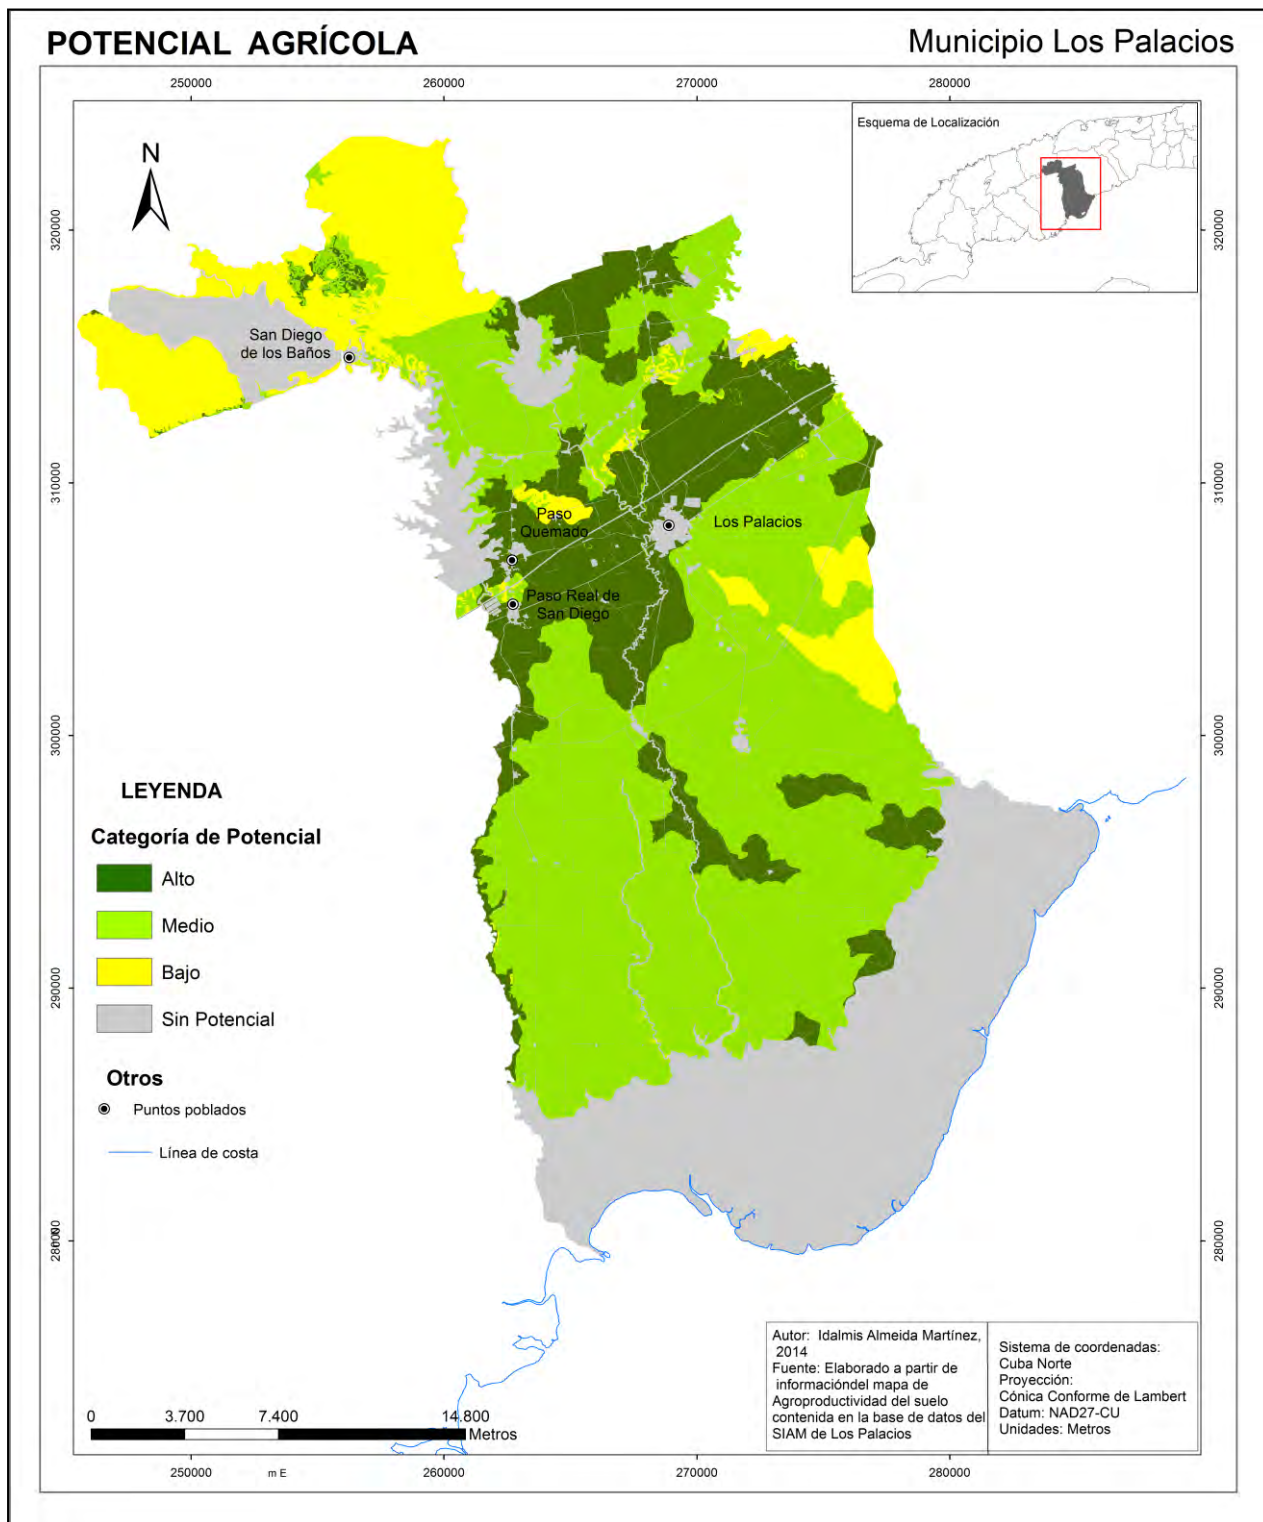 POTENCIAL AGRÍCOLA
Municipio Los Palacios
250000
260000
270000
280000
Esquema de Localización
N
320000
320000
San Diego
de los Baños
310000
310000
Paso
Quemado
Los Palacios
Paso Real de
San Diego
300000
300000
LEYENDA
Categoría de Potencial
Alto
Medio
Bajo
Sin Potencial
290000
290000
Otros
Puntos poblados
Línea de costa
280000
280000
Autor: Idalmis Almeida Martínez,
2014
Fuente: Elaborado a partir de
informacióndel mapa de
Agroproductividad del suelo
contenida en la base de datos del
SIAM de Los Palacios
Sistema de coordenadas:
Cuba Norte
Proyección:
Cónica Conforme de Lambert
Datum: NAD27-CU
Unidades: Metros
0
3.700
7.400
14.800
Metros
250000
m E
260000
270000
280000